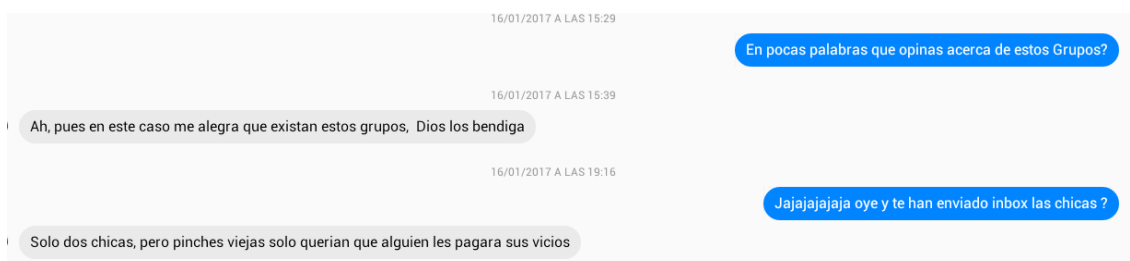 16/01/2017 A LAS 15:29
En pocas palabras que opinas acerca de estos Grupos?
16/01/2017 A LAS 15:39
Ah, pues en este caso me alegra que existan estos grupos, Dios los bendiga
16/01/2017 A LAS 19:16
Jajajajajaja oye y te han enviado inbox las chicas ?
Solo dos chicas, pero pinches viejas solo querian que alguien les pagara sus vicios